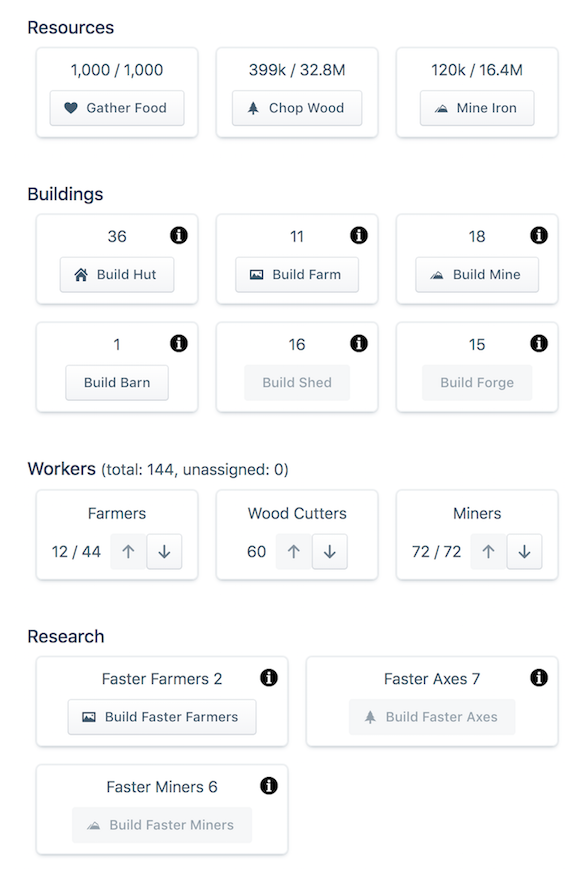 Resources
1,000 / 1,000 399k / 32.8M 120k / 16.4M
Gather Food Chop Wood Mine Iron
Buildings
36 11 18
Build Hut Build Farm Build Mine
1 16 15
Build Barn Build Shed Build Forge
Workers (total: 144, unassigned: 0)
Farmers Wood Cutters Miners
12 / 44 60 72 / 72
Research
Faster Farmers 2 Faster Axes 7
Build Faster Farmers Build Faster Axes
Faster Miners 6
Build Faster Miners